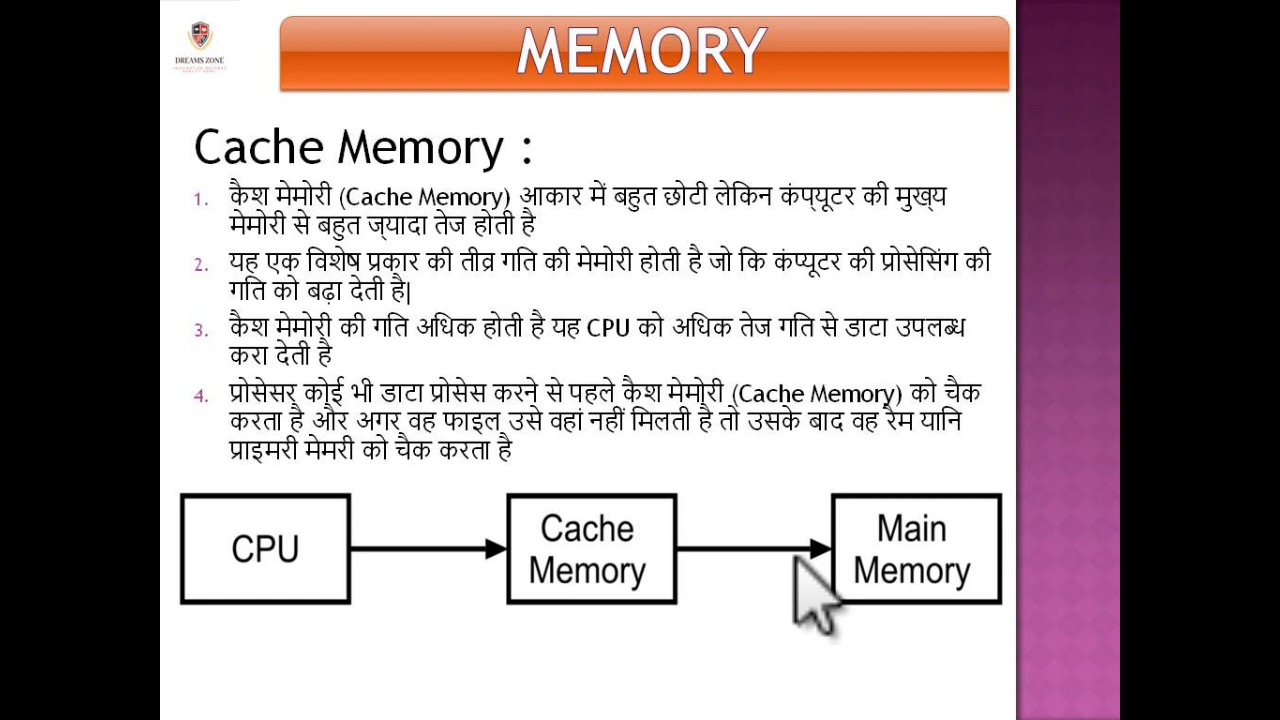 DREAMS ZONE
MEMORY
Cache Memory :
1. कैश मेमोरी (Cache Memory) आकार में बहुत छोटी लेकिन कंप्‌यूटर की मुख्‌य
मेमोरी से बहुत ज्‌यादा तेज होती है
2. यह एक विशेष प्रकार की तीव्र गति की मेमोरी होती है जो कि कंप्यूटर की प्रोसेसिंग की
गति को बढ़ा देती है|
3. कैश मेमोरी की गति अधिक होती है यह CPU को अधिक तेज गति से डाटा उपलब्ध
करा देती है
4. प्रोसेसर कोई भी डाटा प्रोसेस करने से पहले कैश मेमोरी (Cache Memory) को चैक
करता है और अगर वह फाइल उसे वहां नहीं मिलती है तो उसके बाद वह रैम यानि
प्राइमरी मेमरी को चैक करता है
CPU
Cache
Memory
Main
Memory